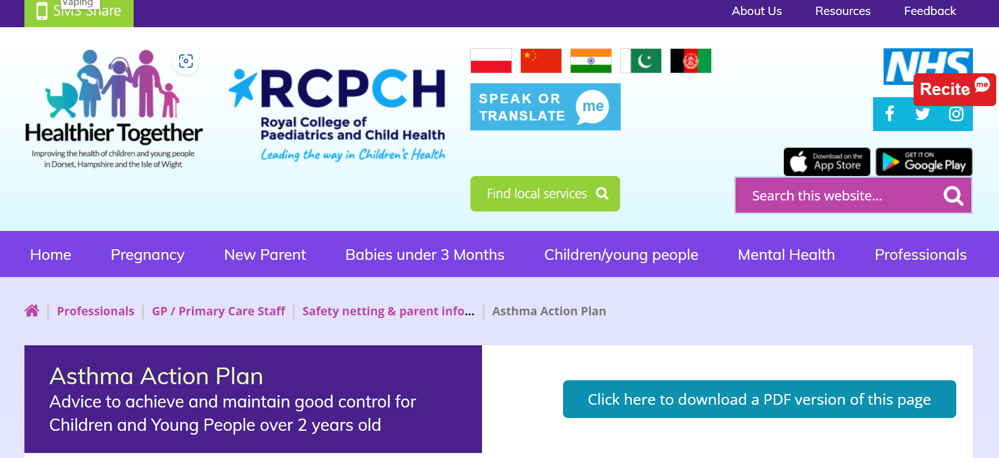 Vaping
SMS Share
About Us
Resources
Feedback
Healthier Together
Improving the health of children and young people
in Dorset, Hampshire and the Isle of Wight
RCPCH
Royal College of
Paediatrics and Child Health
Leading the way in Children's Health
SPEAK OR
TRANSLATE
me
NHS
Recite me
Download on the
App Store
GET IT ON
Google Play
Find local services
Search this website...
Home
Pregnancy
New Parent
Babies under 3 Months
Children/young people
Mental Health
Professionals
Professionals | GP / Primary Care Staff | Safety netting & parent info... | Asthma Action Plan
Asthma Action Plan
Advice to achieve and maintain good control for
Children and Young People over 2 years old
Click here to download a PDF version of this page